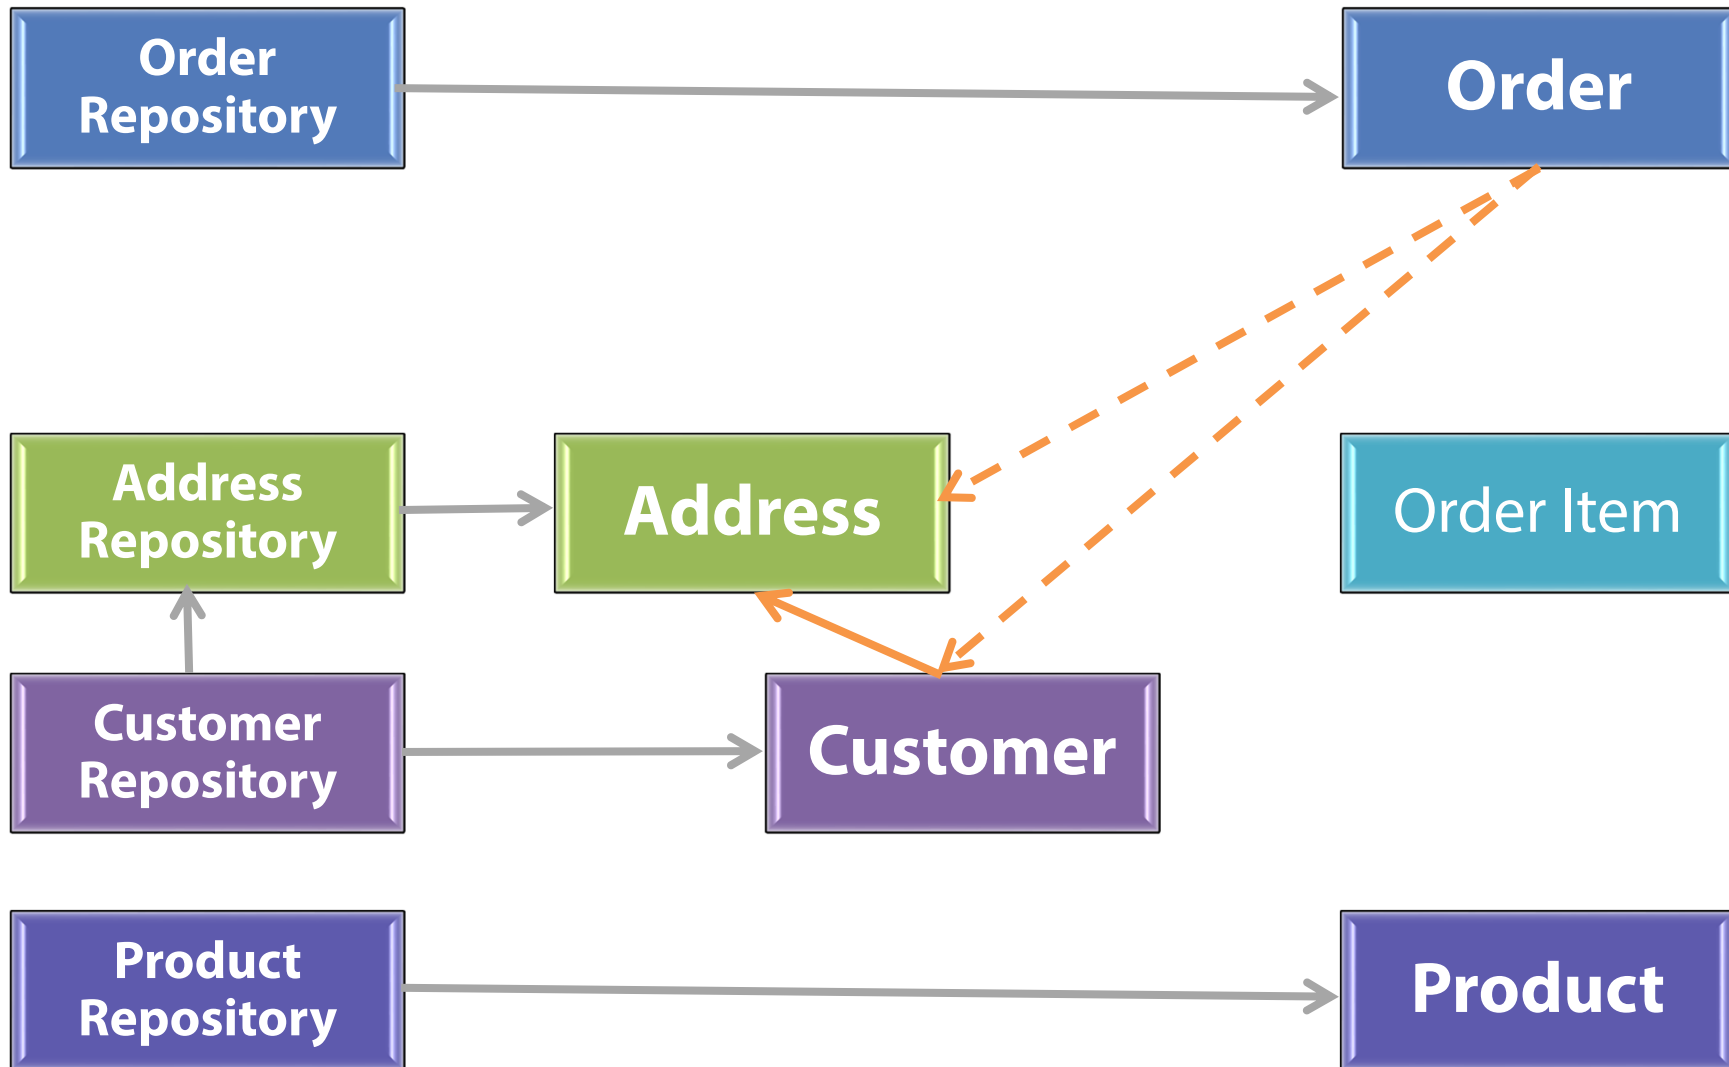 Order
Repository
Order
Address
Repository
Address
Order Item
Customer
Repository
Customer
Product
Repository
Product